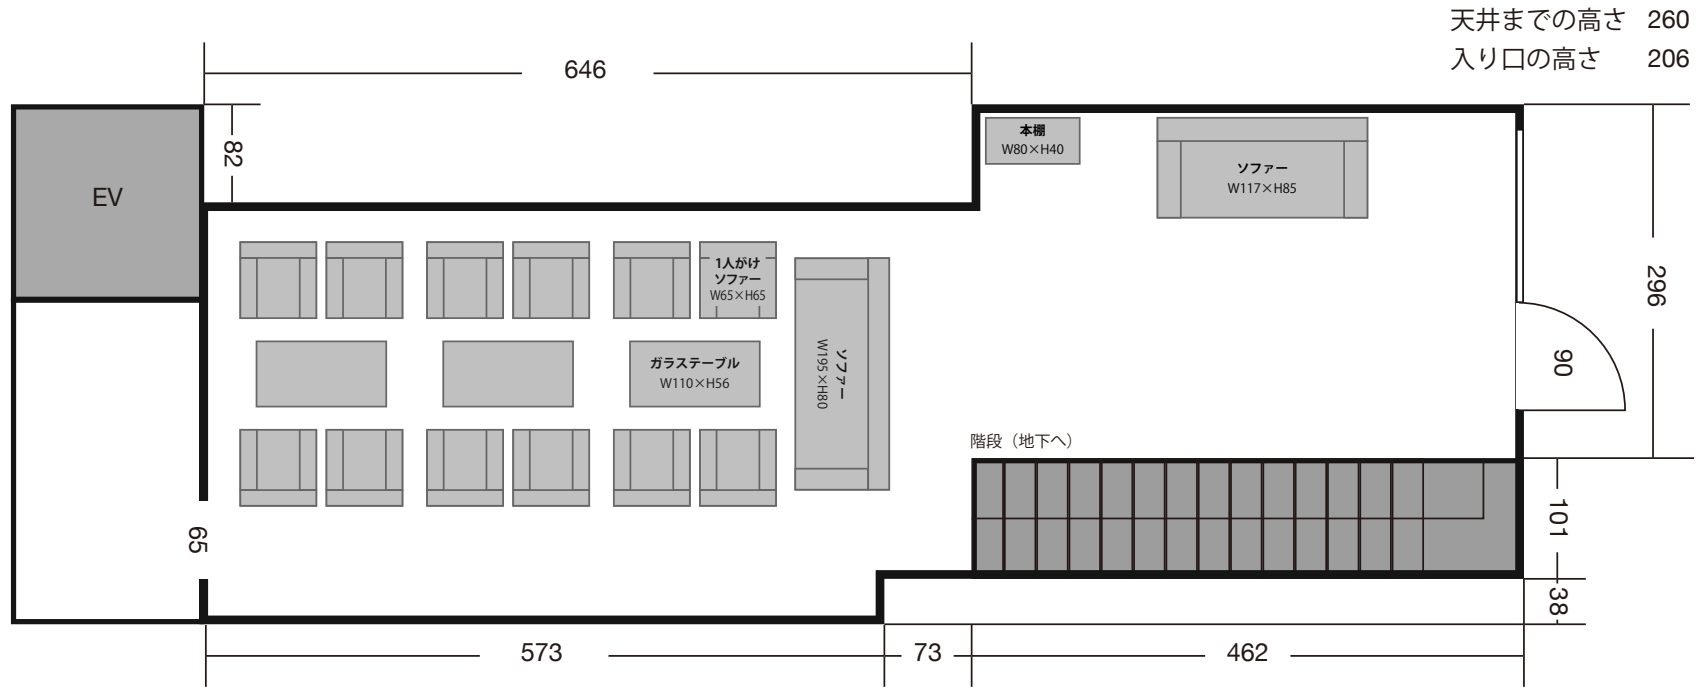 天井までの高さ 260
入り口の高さ 206
646
82
EV
本棚
W80×H40
ソファー
W117×H85
296
1人がけ
ソファー
W65×H65
ガラステーブル
W110×H56
ソファー
W195×H80
90
階段（地下へ）
65
101
38
573
73
462